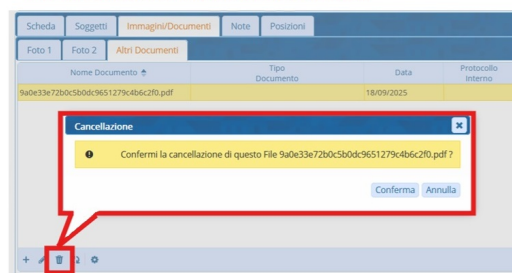 Scheda Soggetti Immagini/Documenti Note Posizioni
Foto 1 Foto 2 Altri Documenti
Nome Documento Tipo Documento Data Protocollo Interno
9a0e33e72b0c5b0dc9651279c4b6c2f0.pdf 18/09/2025
Cancellazione
Confermi la cancellazione di questo File 9a0e33e72b0c5b0dc9651279c4b6c2f0.pdf ?
Conferma Annulla